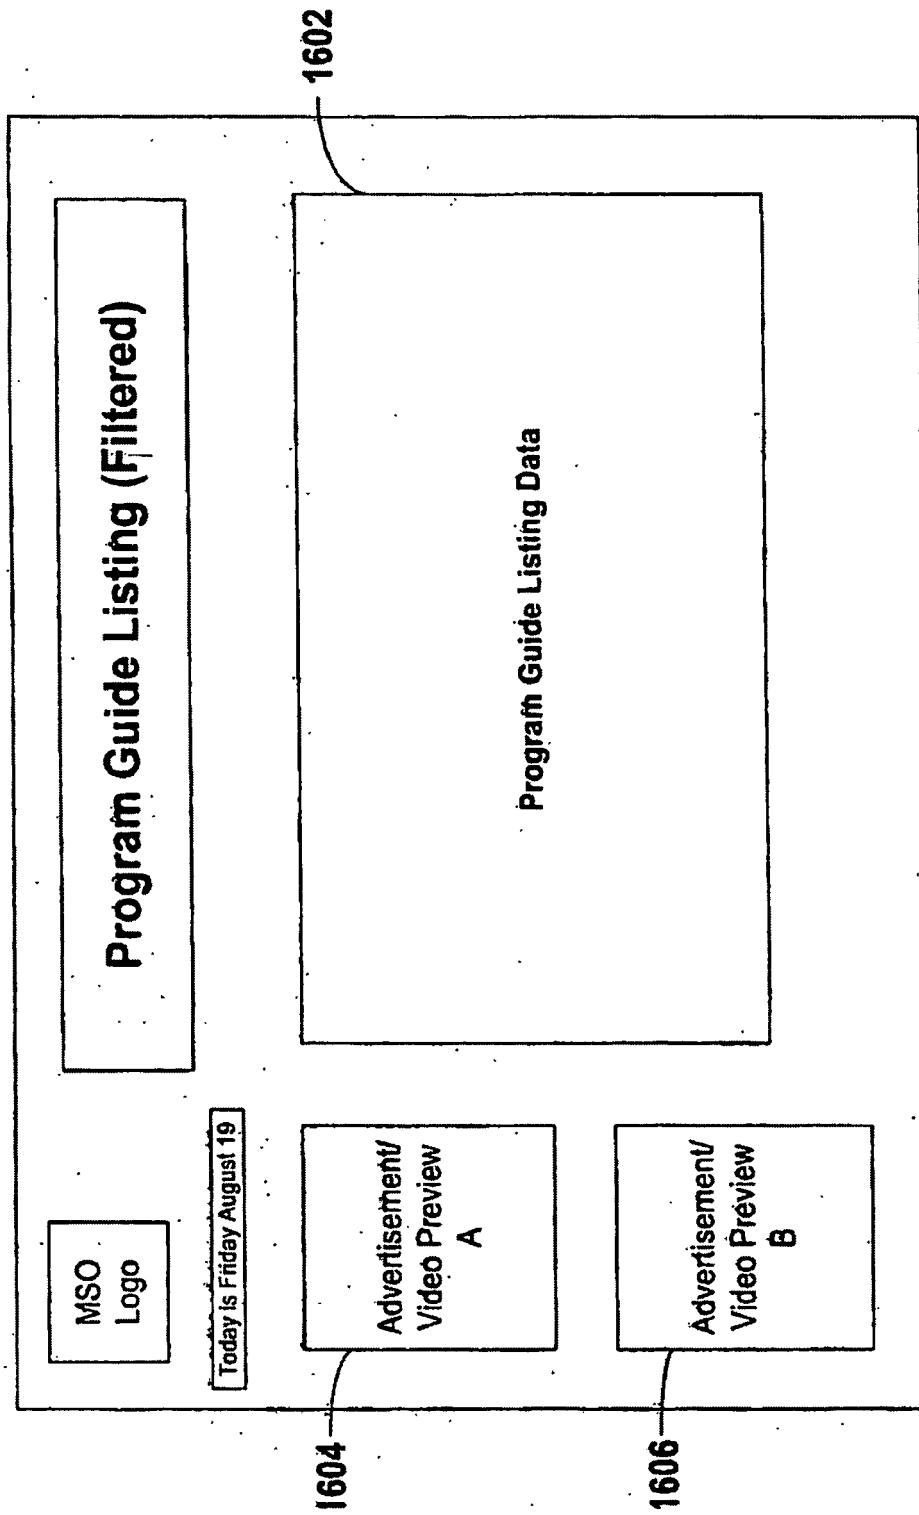 MSO
Logo
Program Guide Listing (Filtered)
Today is Friday August 19
1602
1604
Advertisement/
Video Preview
A
Program Guide Listing Data
1606
Advertisement/
Video Preview
B